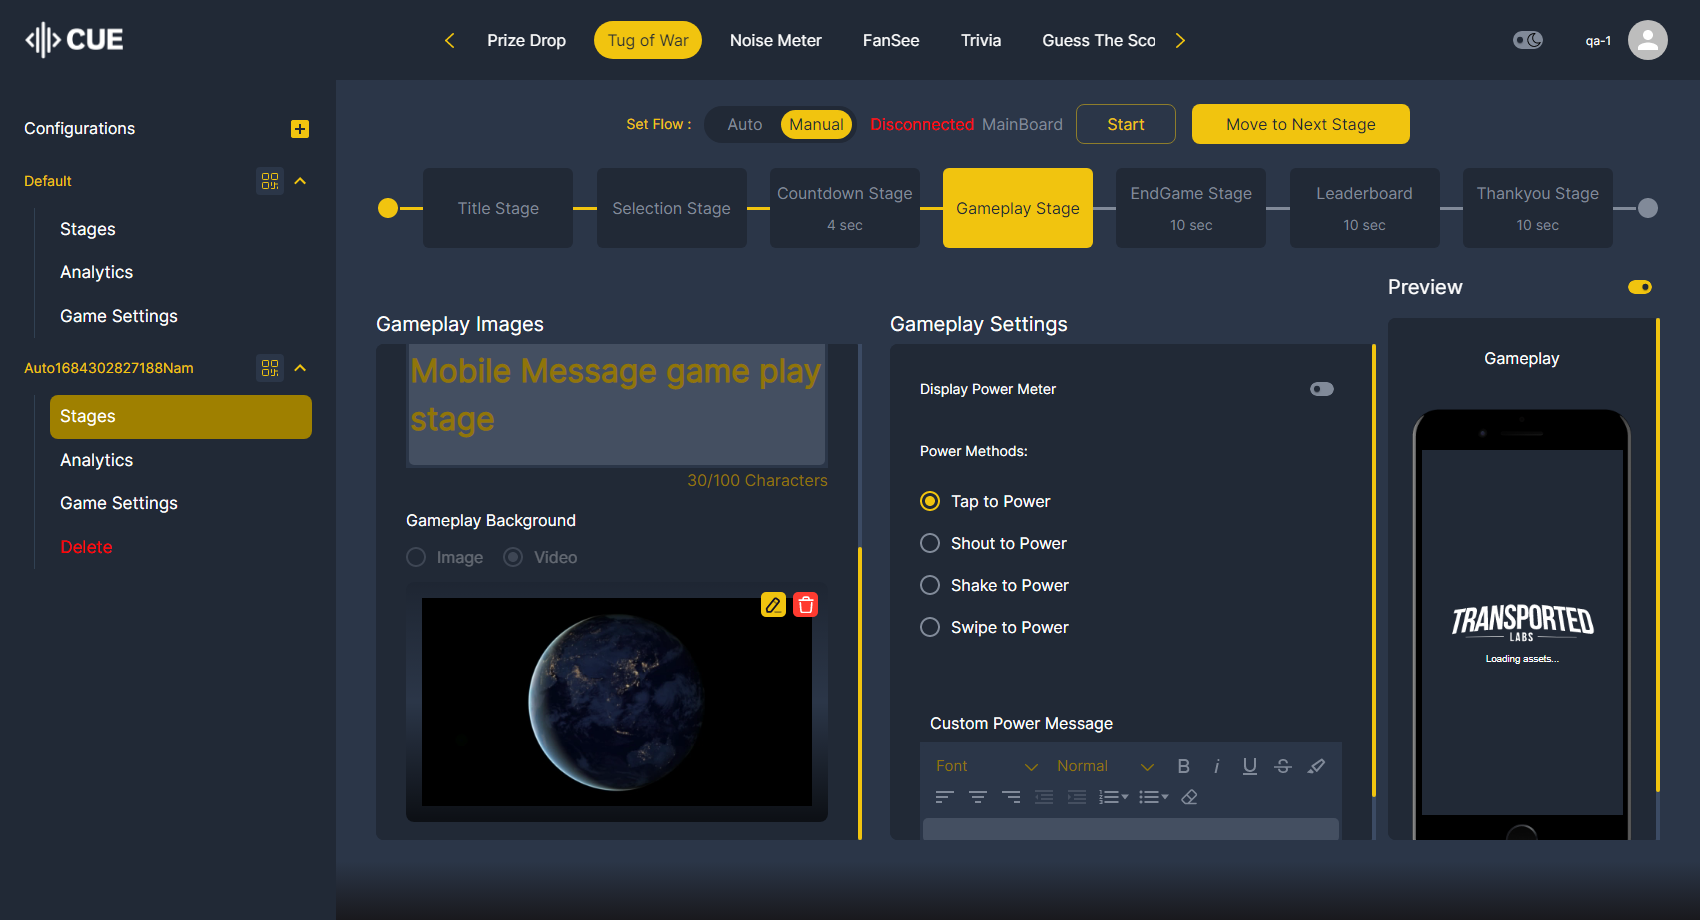 CUE
Prize Drop
Tug of War
Noise Meter
FanSee
Trivia
Guess The Sco
qa-1
Configurations
Default
Stages
Analytics
Game Settings
Auto1684302827188Nam
Stages
Analytics
Game Settings
Delete
Set Flow :
Auto
Manual
Disconnected MainBoard
Start
Move to Next Stage
Title Stage
Selection Stage
Countdown Stage
4 sec
Gameplay Stage
EndGame Stage
10 sec
Leaderboard
10 sec
Thankyou Stage
10 sec
Gameplay Images
Mobile Message game play
stage
30/100 Characters
Gameplay Background
Image
Video
Gameplay Settings
Display Power Meter
Power Methods:
Tap to Power
Shout to Power
Shake to Power
Swipe to Power
Custom Power Message
Font
Normal
B i U S
Preview
Gameplay
TRANSPORTED
LABS
Loading assets...